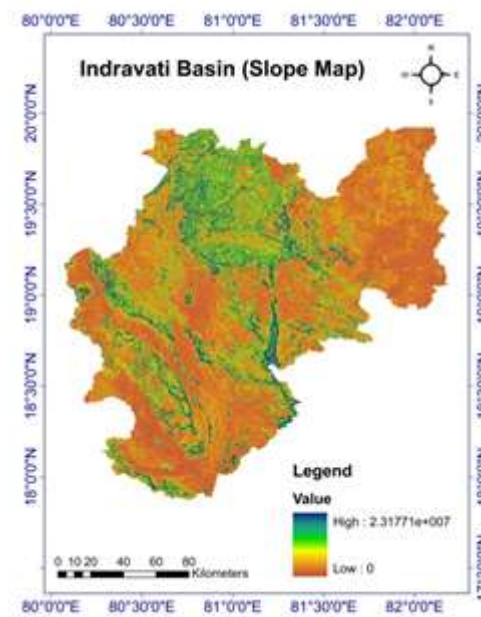 Indravati Basin (Slope Map)
N
E
S
80°0'0"E 80°30'0"E 81°0'0"E 81°30'0"E 82°0'0"E
20°0'0"N
19°30'0"N
19°0'0"N
18°30'0"N
18°0'0"N
Legend
Value
High : 2.31771e+007
Low : 0
0 10 20 40 60 80
Kilometers
80°0'0"E 80°30'0"E 81°0'0"E 81°30'0"E 82°0'0"E